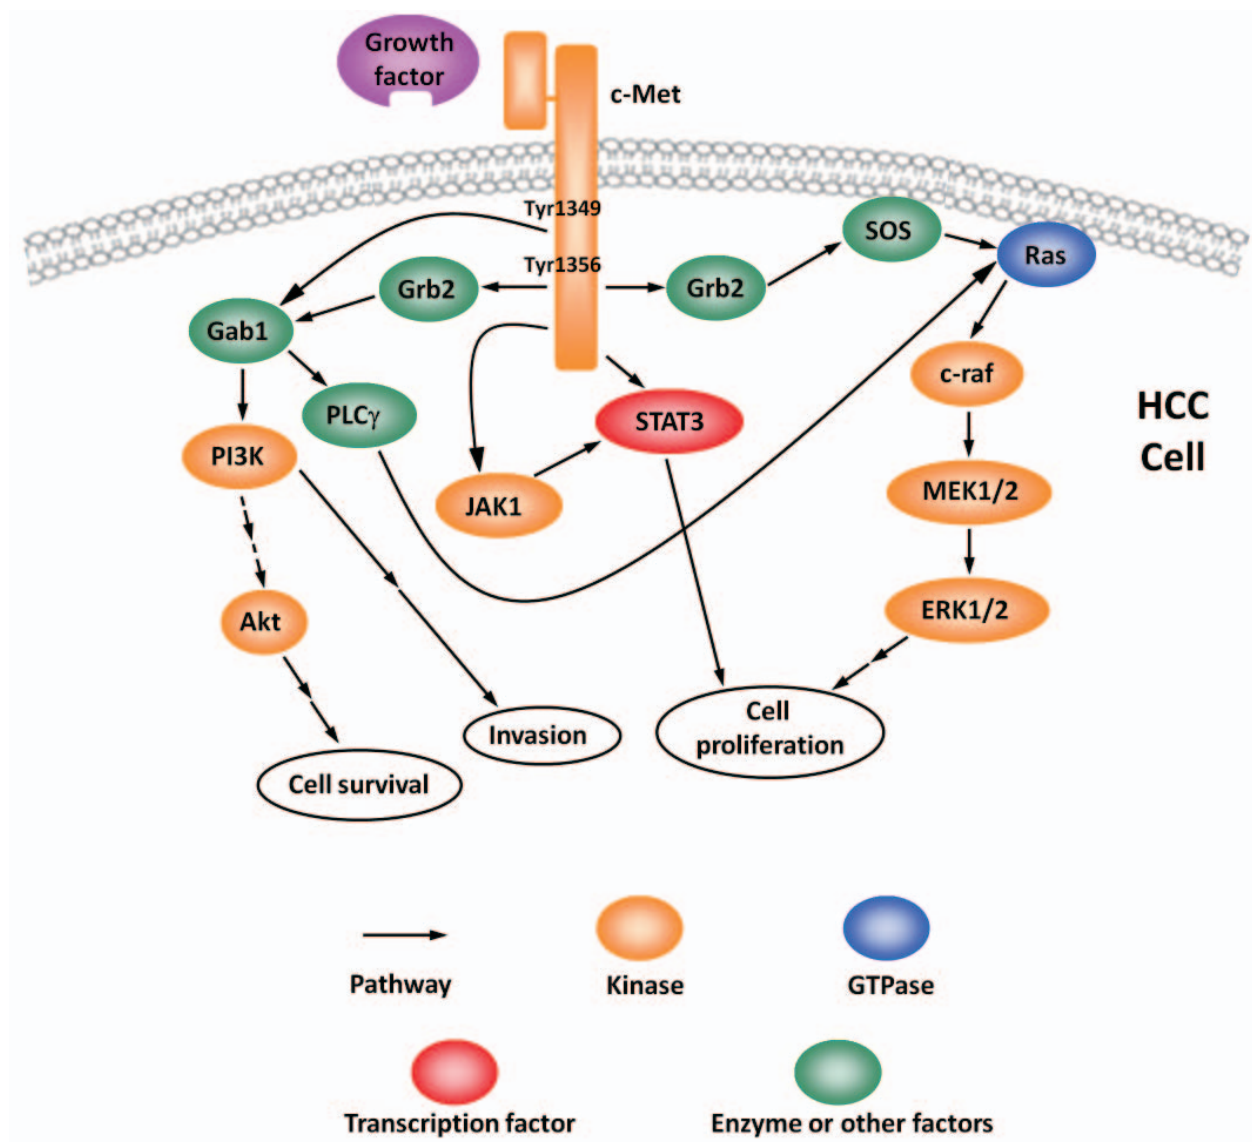 Growth
factor
c-Met
Tyr1349
SOS
Ras
Tyr1356
Grb2
Grb2
Gab1
c-raf
PLCγ
STAT3
HCC
Cell
PI3K
JAK1
MEK1/2
Akt
ERK1/2
Invasion
Cell
proliferation
Cell survival
Pathway
Kinase
GTPase
Transcription factor
Enzyme or other factors